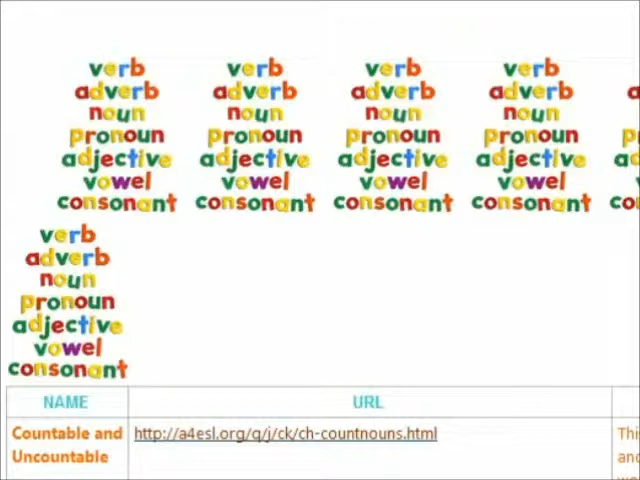 verb verb verb verb
adverb adverb adverb adverb
noun noun noun noun
pronoun pronoun pronoun pronoun
adjective adjective adjective adjective
vowel vowel vowel vowel
consonant consonant consonant consonant
verb
adverb
noun
pronoun
adjective
vowel
consonant
NAME URL
Countable and http://a4esl.org/q/j/ck/ch-countnouns.html
Uncountable